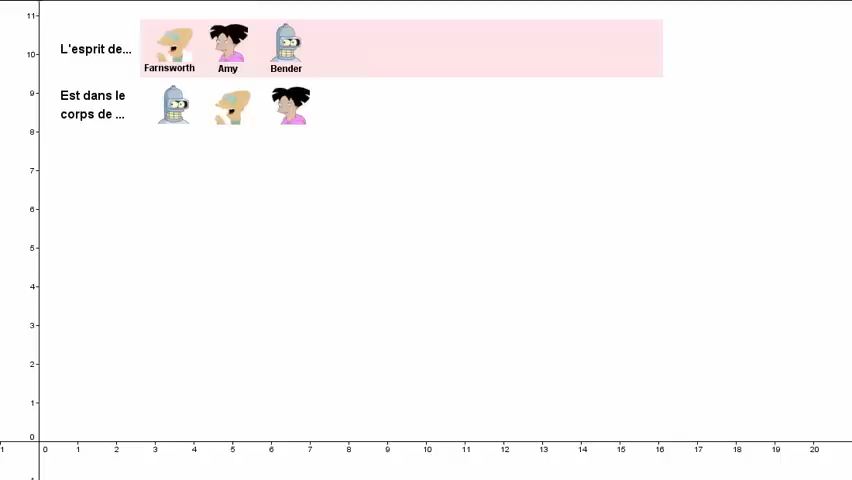 11
L'esprit de...
10
Farnsworth Amy Bender
Est dans le
9
corps de ...
8
7
6
5
4
3
2
1
0
1 0 1 2 3 4 5 6 7 8 9 10 11 12 13 14 15 16 17 18 19 20